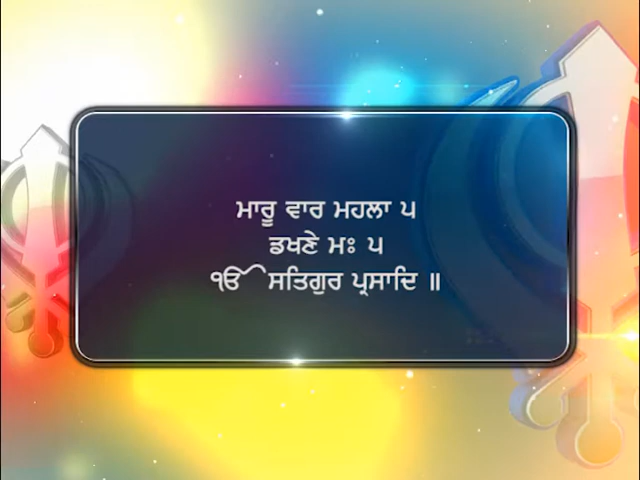 ਮਾਰੂ ਵਾਰ ਮਹਲਾ ੫
ਡਖਣੇ ਮਃ ੫
ੴ ਸਤਿਗੁਰ ਪ੍ਰਸਾਦਿ ॥